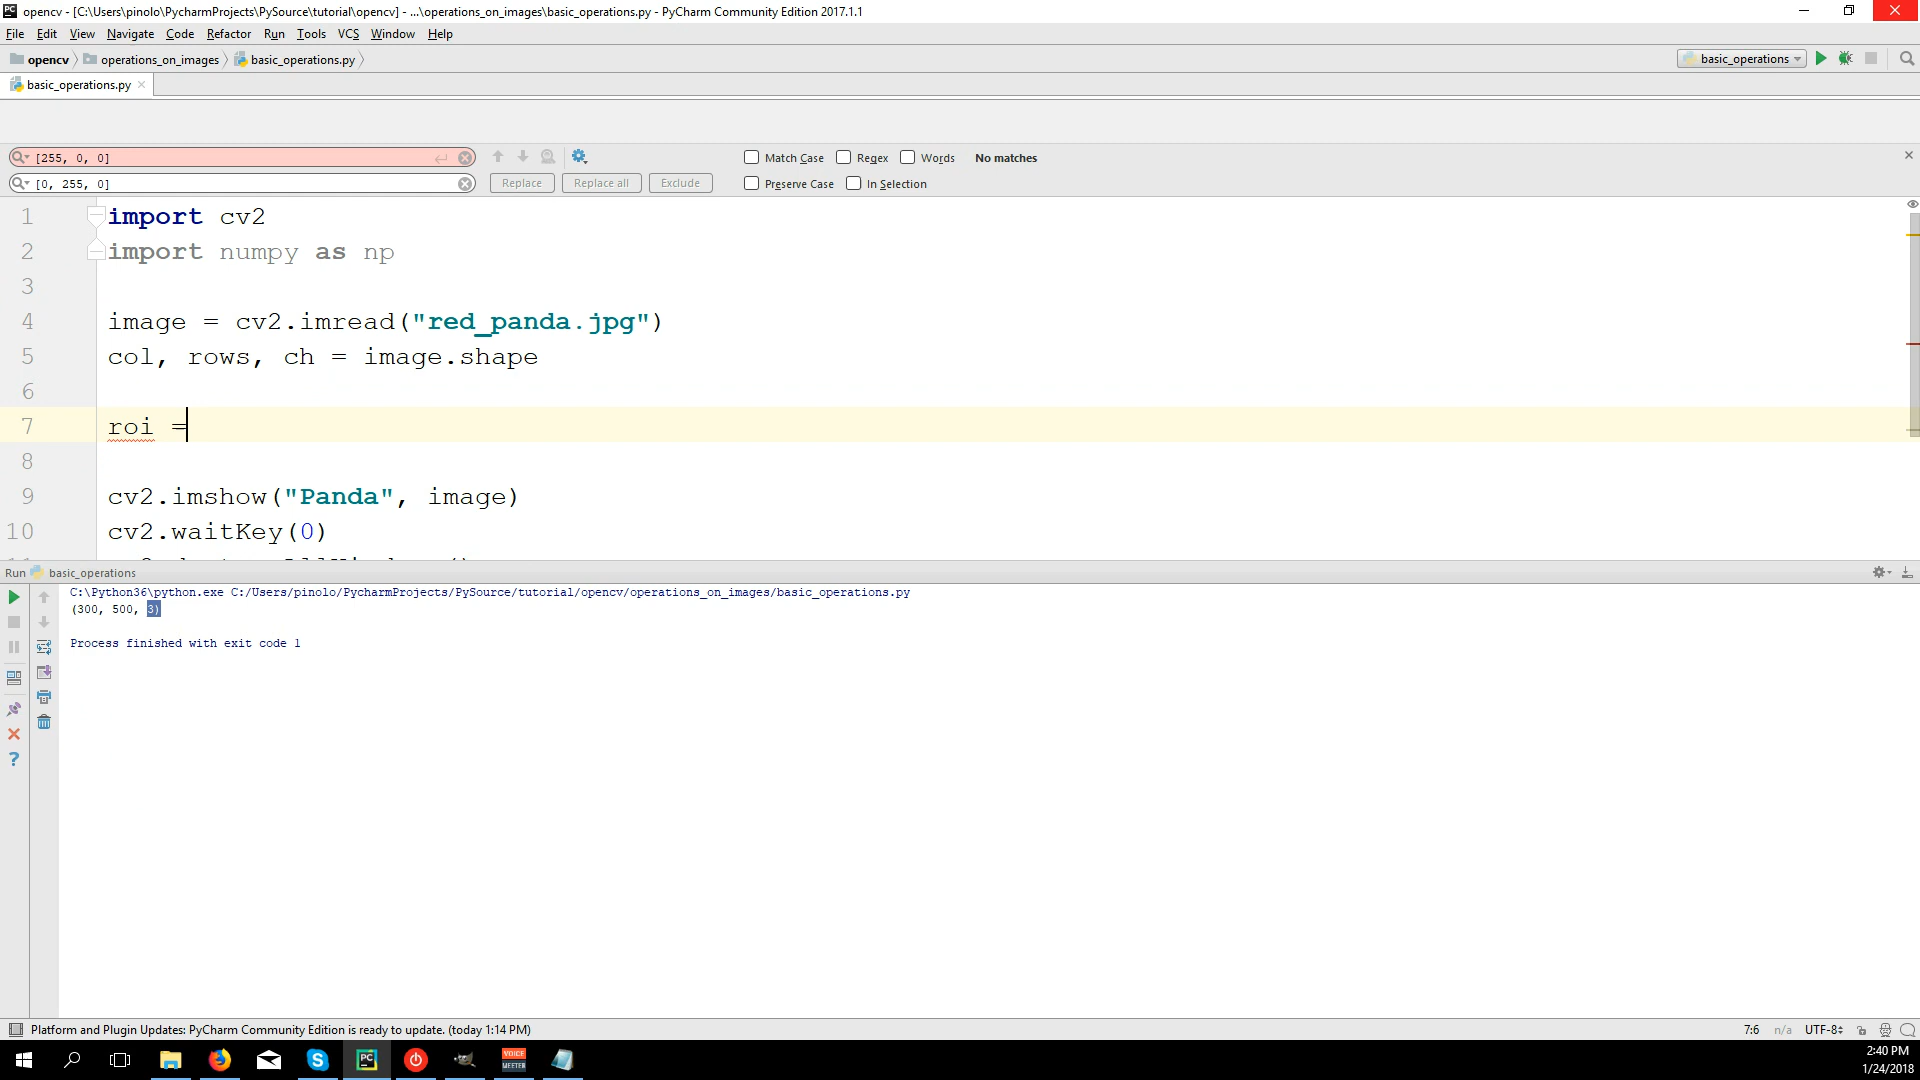 opencv - [C:\Users\pinolo\PycharmProjects\PySource\tutorial\opencv] - ...\operations_on_images\basic_operations.py - PyCharm Community Edition 2017.1.1
File Edit View Navigate Code Refactor Run Tools VCS Window Help
opencv operations_on_images basic_operations.py basic_operations
basic_operations.py
[255, 0, 0] Match Case Regex Words No matches
[0, 255, 0] Replace Replace all Exclude Preserve Case In Selection
1 import cv2
2 import numpy as np
3
4 image = cv2.imread("red_panda.jpg")
5 col, rows, ch = image.shape
6
7 roi =
8
9 cv2.imshow("Panda", image)
10 cv2.waitKey(0)
Run basic_operations
C:\Python36\python.exe C:/Users/pinolo/PycharmProjects/PySource/tutorial/opencv/operations_on_images/basic_operations.py
(300, 500, 3)
Process finished with exit code 1
Platform and Plugin Updates: PyCharm Community Edition is ready to update. (today 1:14 PM) 7:6 n/a UTF-8
VOICE
MEETER
2:40 PM
1/24/2018